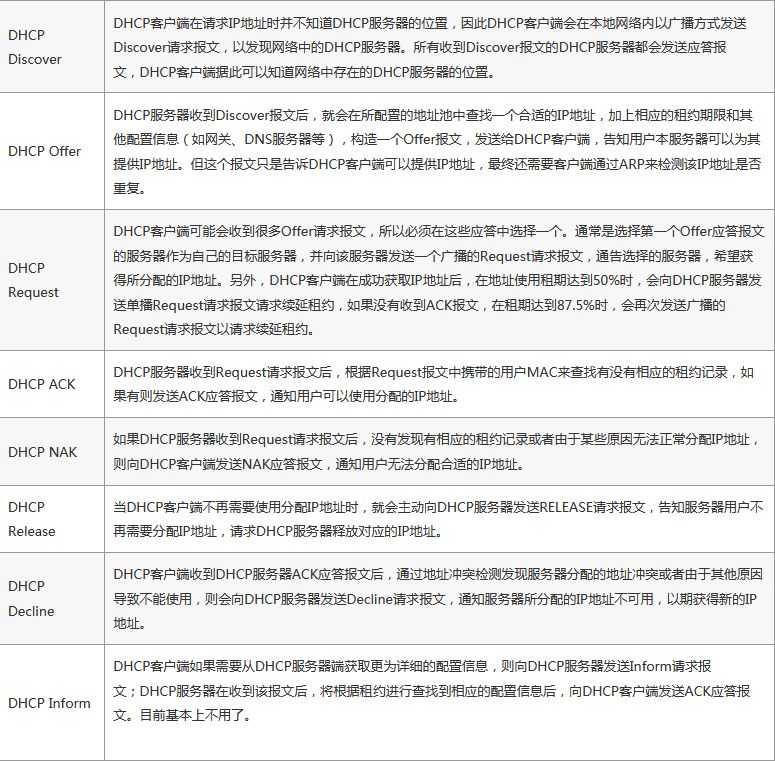 DHCP
Discover
DHCP客户端在请求IP地址时并不知道DHCP服务器的位置，因此DHCP客户端会在本地网络内以广播方式发送
Discover请求报文，以发现网络中的DHCP服务器。所有收到Discover报文的DHCP服务器都会发送应答报
文，DHCP客户端据此可以知道网络中存在的DHCP服务器的位置。
DHCP Offer
DHCP服务器收到Discover报文后，就会在所配置的地址池中查找一个合适的IP地址，加上相应的租约期限和其
他配置信息（如网关、DNS服务器等），构造一个Offer报文，发送给DHCP客户端，告知用户本服务器可以为其
提供IP地址。但这个报文只是告诉DHCP客户端可以提供IP地址，最终还需要客户端通过ARP来检测该IP地址是否
重复。
DHCP
Request
DHCP客户端可能会收到很多Offer请求报文，所以必须在这些应答中选择一个。通常是选择第一个Offer应答报文
的服务器作为自己的目标服务器，并向该服务器发送一个广播的Request请求报文，通告选择的服务器，希望获
得所分配的IP地址。另外，DHCP客户端在成功获取IP地址后，在地址使用租期达到50%时，会向DHCP服务器发
送单播Request请求报文请求续延租约，如果没有收到ACK报文，在租期达到87.5%时，会再次发送广播的
Request请求报文以请求续延租约。
DHCP ACK
DHCP服务器收到Request请求报文后，根据Request报文中携带的用户MAC来查找有没有相应的租约记录，如
果有则发送ACK应答报文，通知用户可以使用分配的IP地址。
DHCP NAK
如果DHCP服务器收到Request请求报文后，没有发现有相应的租约记录或者由于某些原因无法正常分配IP地址，
则向DHCP客户端发送NAK应答报文，通知用户无法分配合适的IP地址。
DHCP
Release
当DHCP客户端不再需要使用分配IP地址时，就会主动向DHCP服务器发送RELEASE请求报文，告知服务器用户不
再需要分配IP地址，请求DHCP服务器释放对应的IP地址。
DHCP
Decline
DHCP客户端收到DHCP服务器ACK应答报文后，通过地址冲突检测发现服务器分配的地址冲突或者由于其他原因
导致不能使用，则会向DHCP服务器发送Decline请求报文，通知服务器所分配的IP地址不可用，以期获得新的IP
地址。
DHCP Inform
DHCP客户端如果需要从DHCP服务器端获取更为详细的配置信息，则向DHCP服务器发送Inform请求报
文；DHCP服务器在收到该报文后，将根据租约进行查找到相应的配置信息后，向DHCP客户端发送ACK应答报
文。目前基本上不用了。